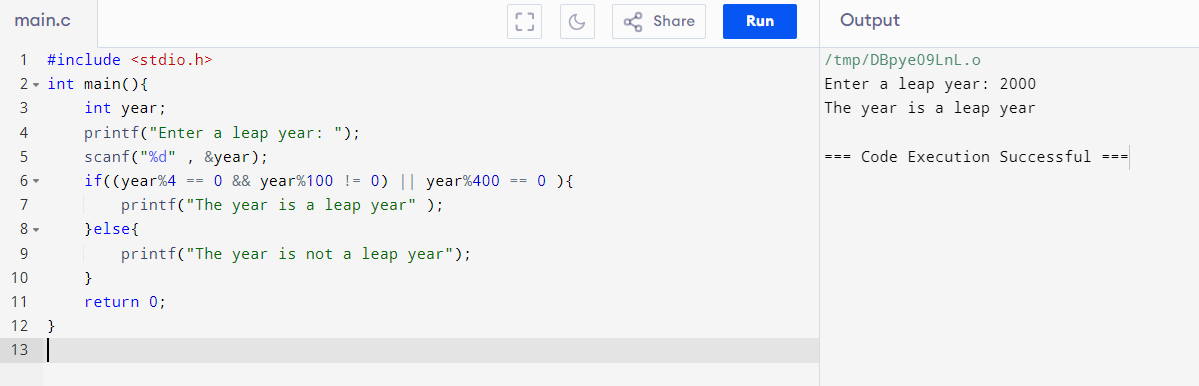 main.c
Share
Run
Output
1 #include <stdio.h>
2 int main(){
3     int year;
4     printf("Enter a leap year: ");
5     scanf("%d" , &year);
6     if((year%4 == 0 && year%100 != 0) || year%400 == 0 ){
7         printf("The year is a leap year" );
8     }else{
9         printf("The year is not a leap year");
10     }
11     return 0;
12 }
13
/tmp/DBpye09LnL.o
Enter a leap year: 2000
The year is a leap year
=== Code Execution Successful ===